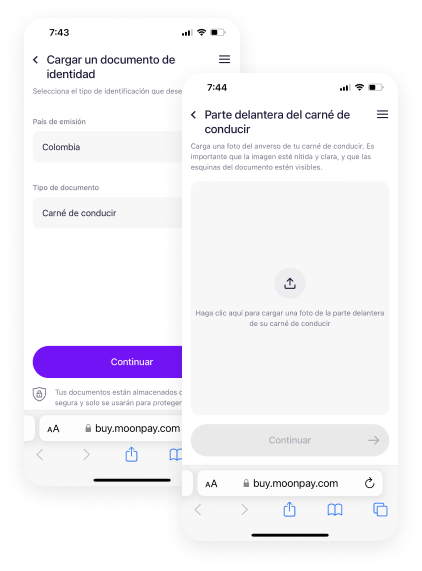 7:43
Cargar un documento de
identidad
Selecciona el tipo de identificación que dese
País de emisión
Colombia
Tipo de documento
Carné de conducir
Continuar
Tus documentos están almacenados
segura y solo se usarán para proteger
AA buy.moonpay.com
7:44
Parte delantera del carné de
conducir
Carga una foto del anverso de tu carné de conducir. Es
importante que la imagen esté nítida y clara, y que las
esquinas del documento estén visibles.
Haga clic aquí para cargar una foto de la parte delantera
de su carné de conducir
Continuar
AA buy.moonpay.com